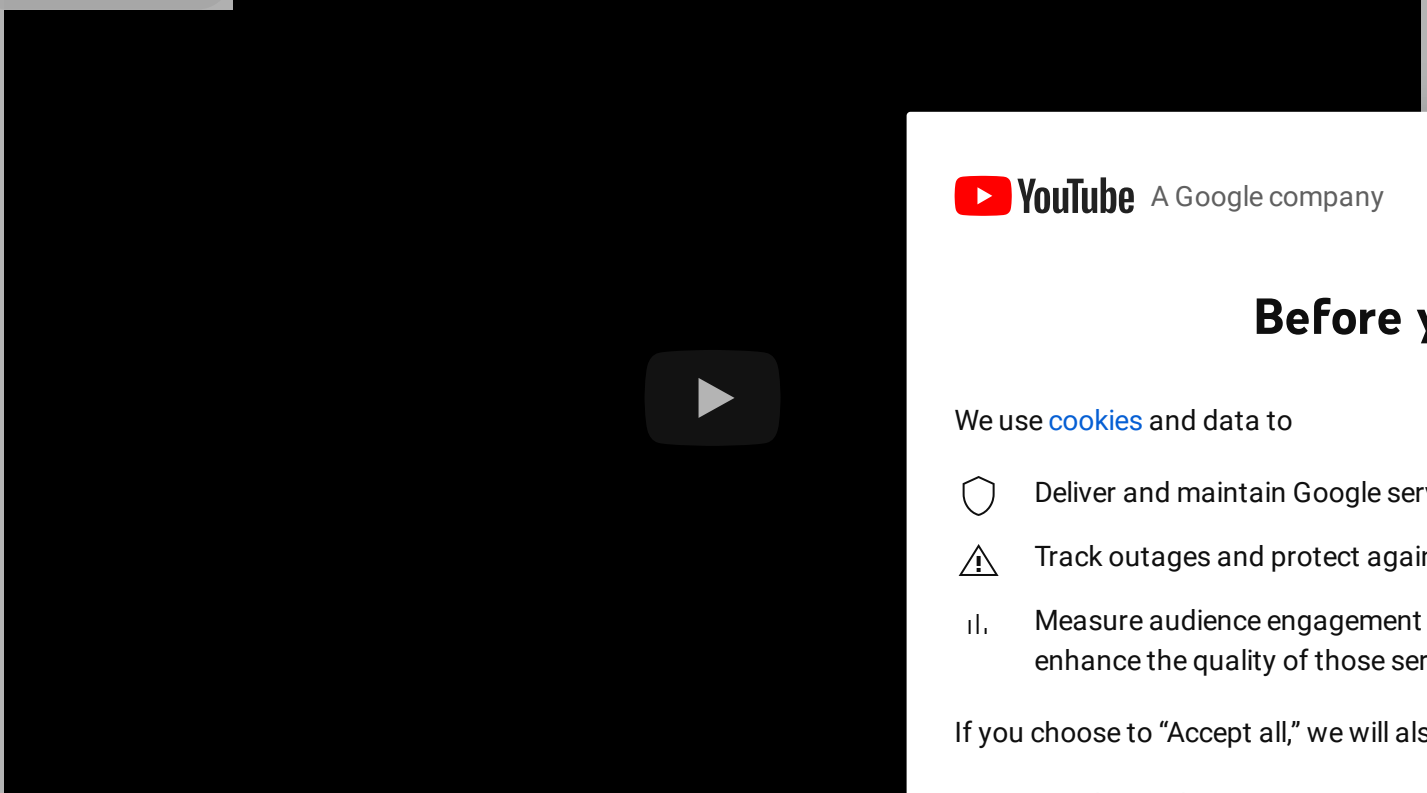 YouTube A Google company
Before
We use cookies and data to
Deliver and maintain Google
Track outages and protect
Measure audience engagement
enhance the quality of those
If you choose to “Accept all,” we will